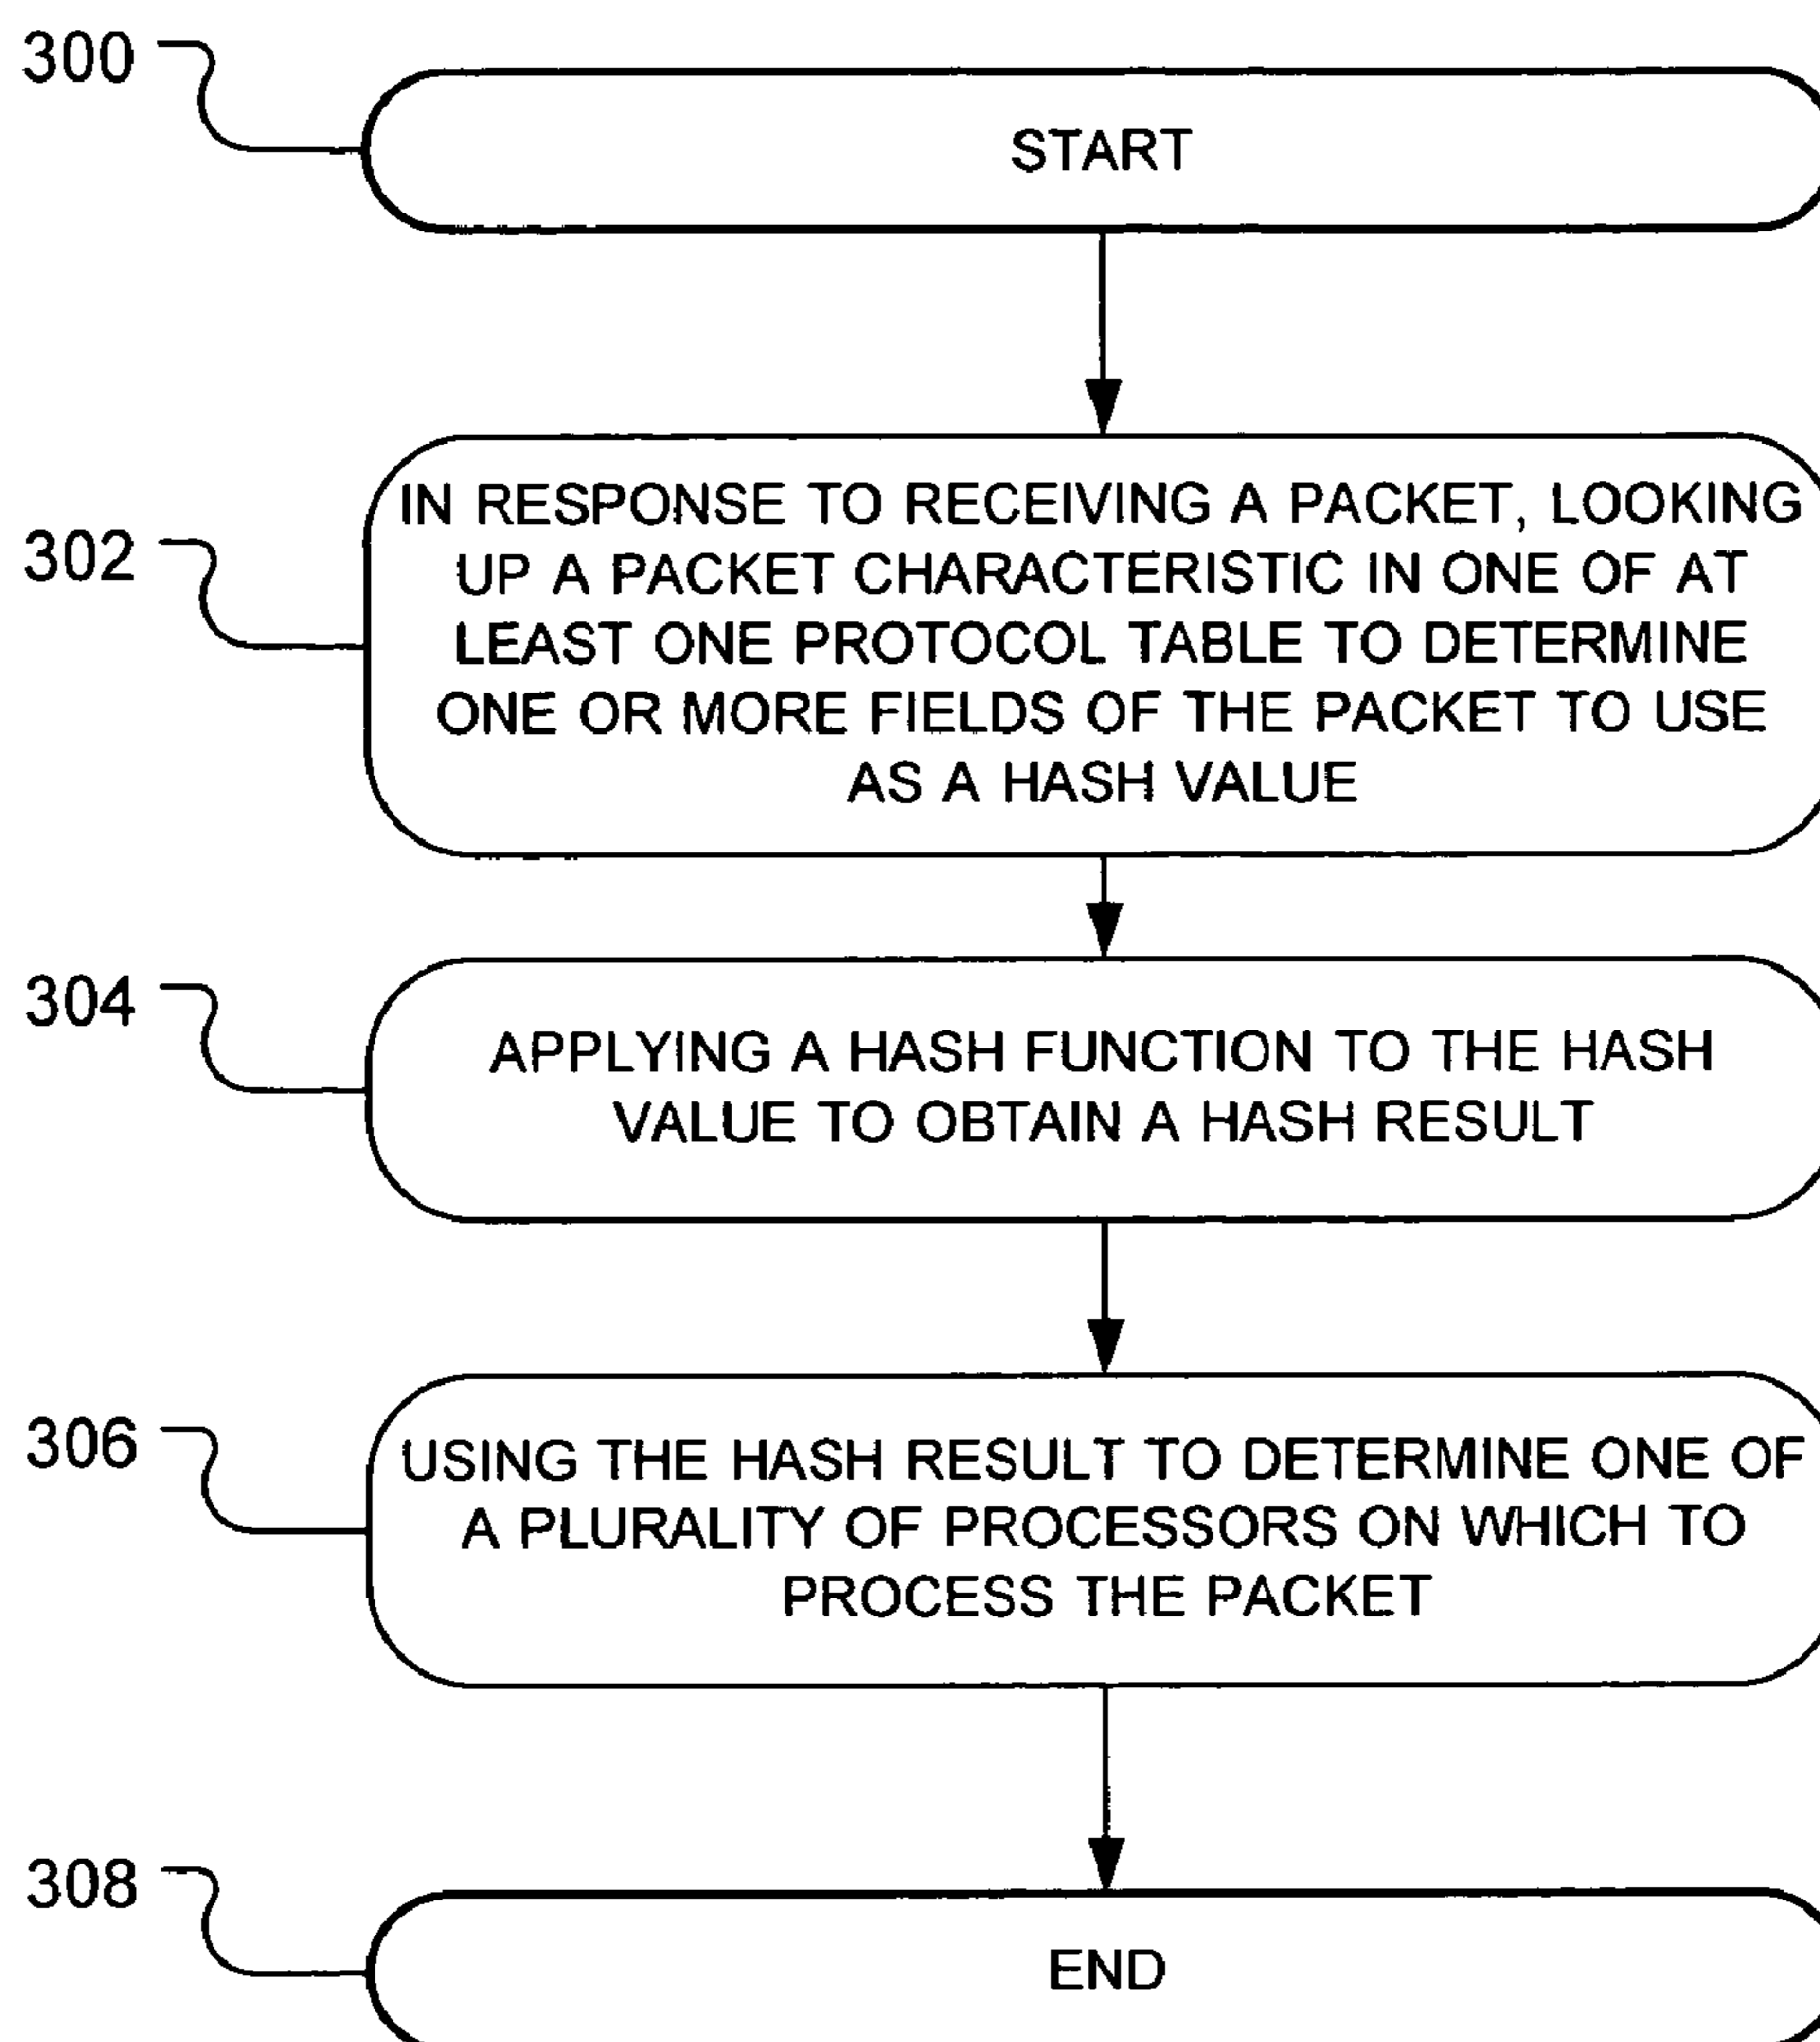 300
START
302
IN RESPONSE TO RECEIVING A PACKET, LOOKING
UP A PACKET CHARACTERISTIC IN ONE OF AT
LEAST ONE PROTOCOL TABLE TO DETERMINE
ONE OR MORE FIELDS OF THE PACKET TO USE
AS A HASH VALUE
304
APPLYING A HASH FUNCTION TO THE HASH
VALUE TO OBTAIN A HASH RESULT
306
USING THE HASH RESULT TO DETERMINE ONE OF
A PLURALITY OF PROCESSORS ON WHICH TO
PROCESS THE PACKET
308
END